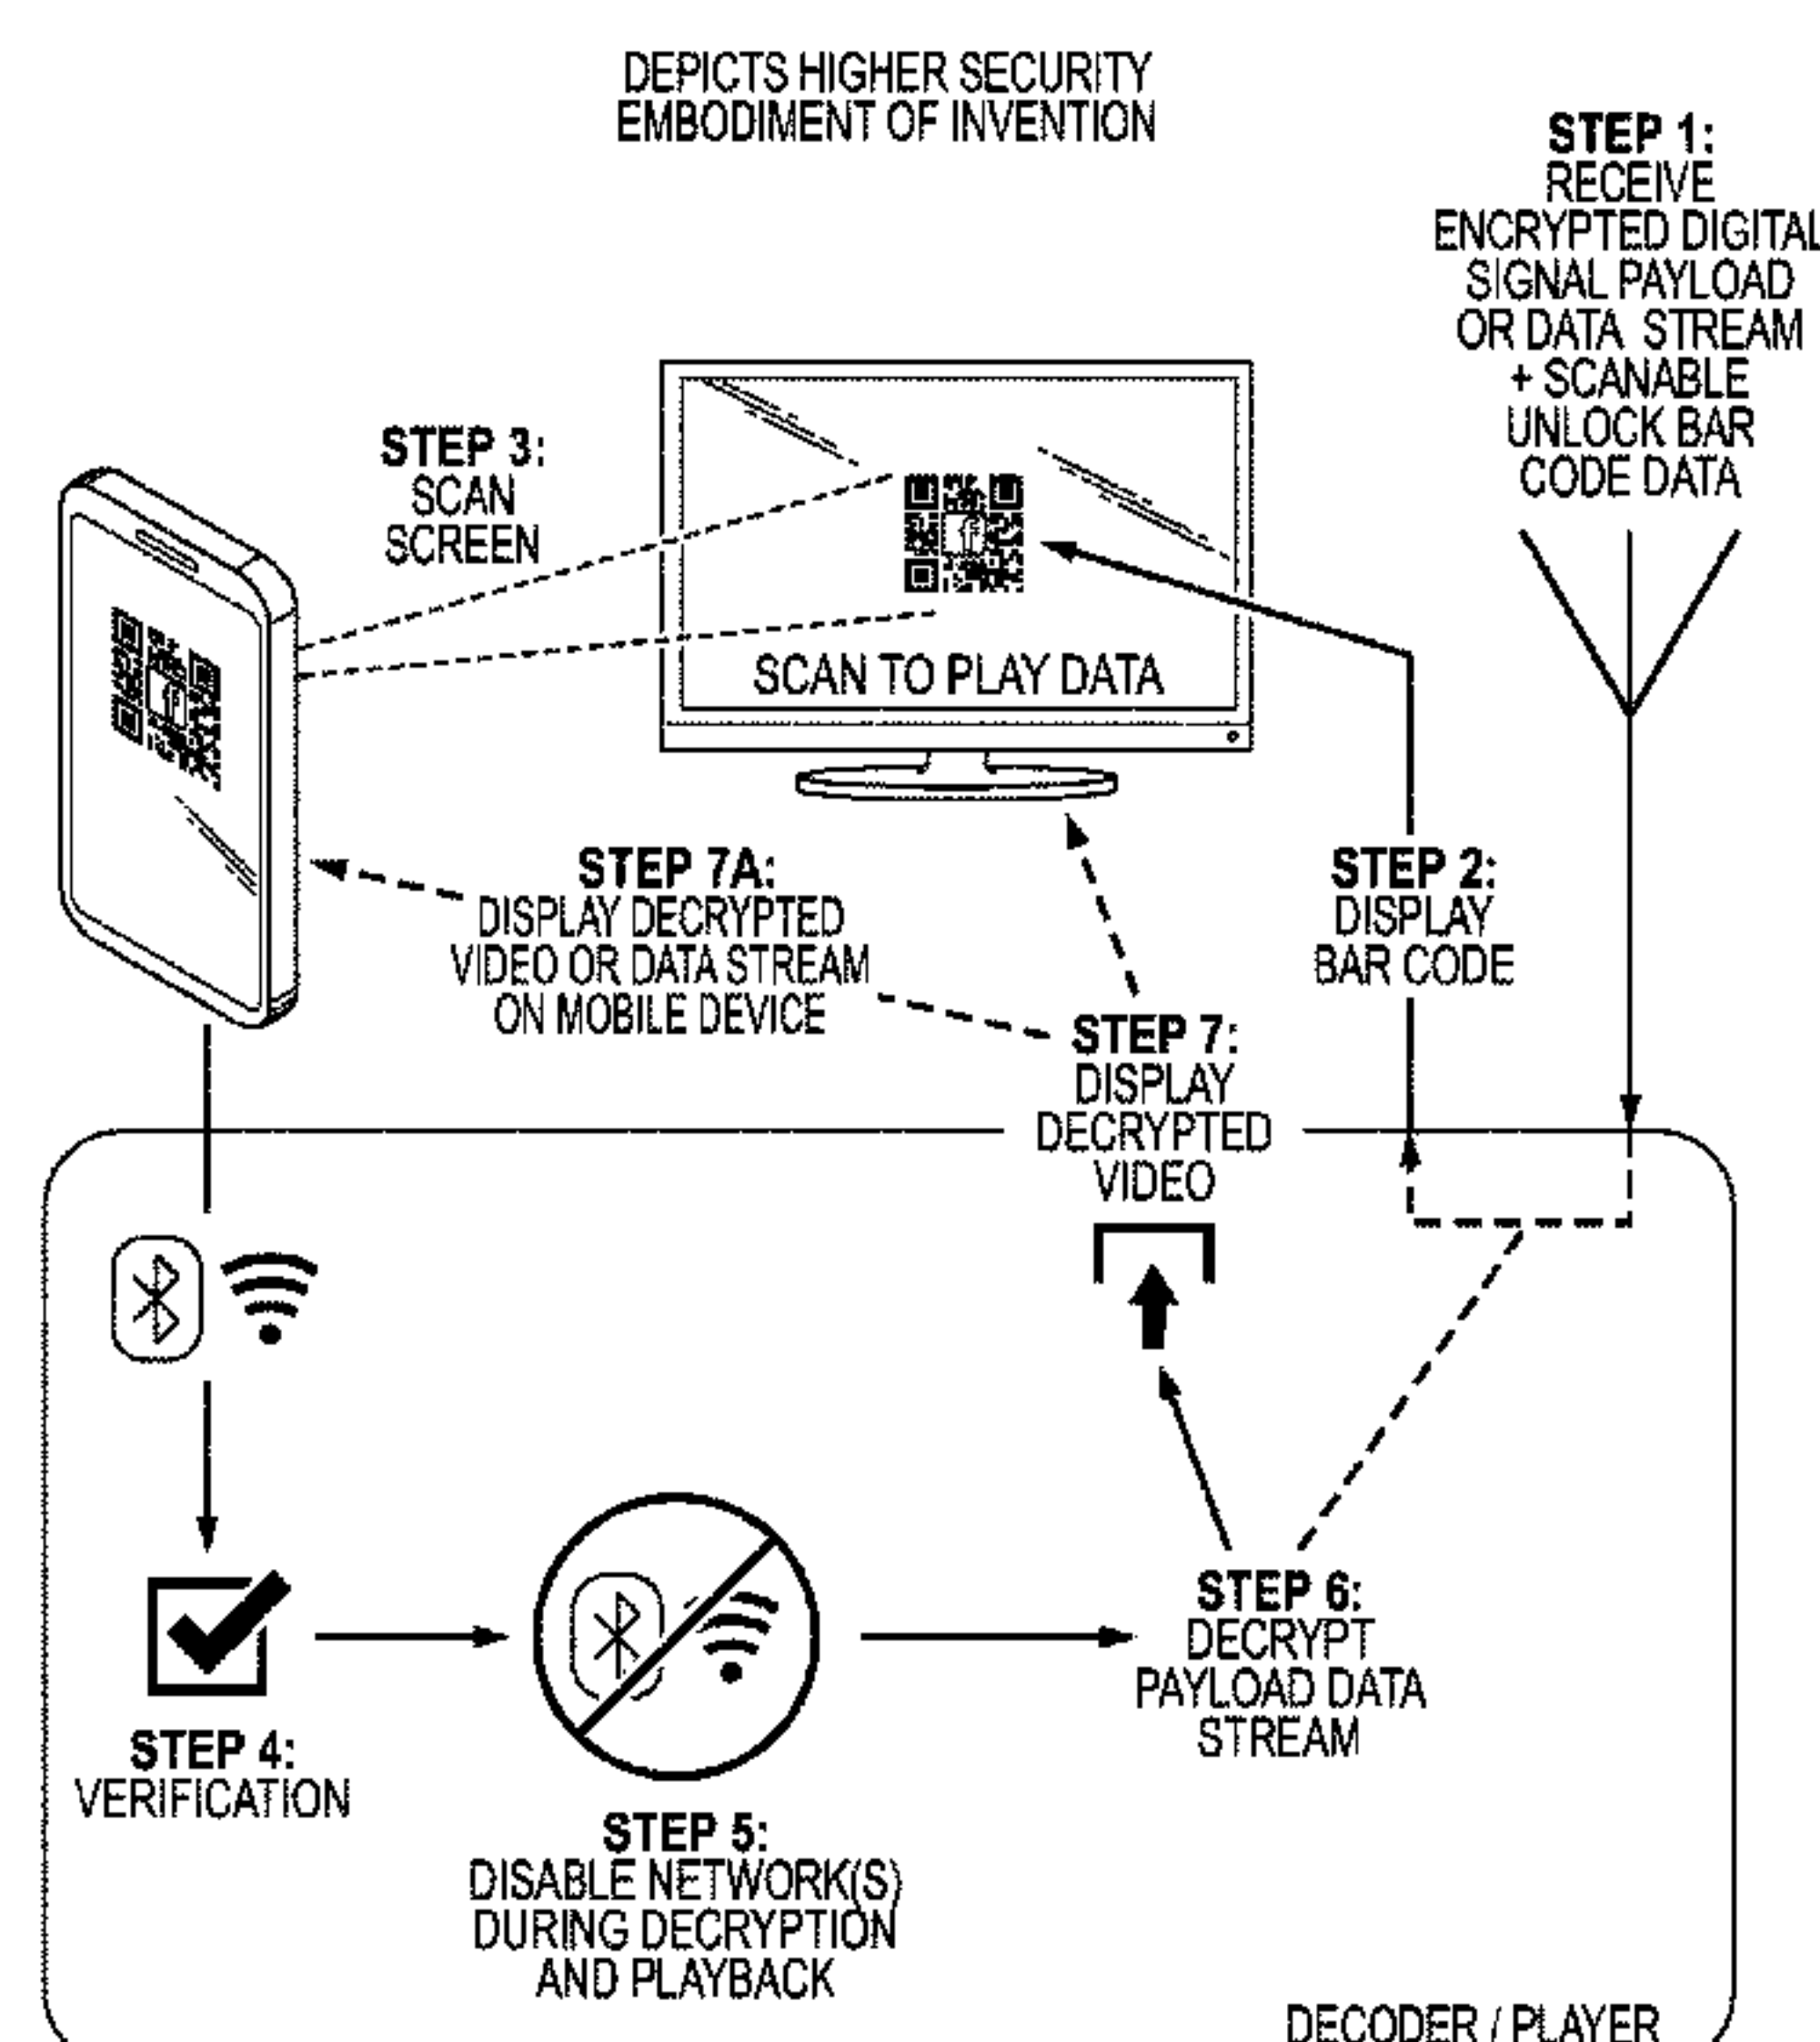 DEPICTS HIGHER SECURITY
EMBODIMENT OF INVENTION
STEP 1:
RECEIVE
ENCRYPTED DIGITAL
SIGNAL PAYLOAD
OR DATA STREAM
+ SCANABLE
UNLOCK BAR
CODE DATA
STEP 3:
SCAN
SCREEN
f
f
SCAN TO PLAY DATA
STEP 7A:
DISPLAY DECRYPTED
VIDEO OR DATA STREAM
ON MOBILE DEVICE
STEP 2:
DISPLAY
BAR CODE
STEP 7:
DISPLAY
DECRYPTED
VIDEO
STEP 6:
DECRYPT
PAYLOAD DATA
STREAM
STEP 4:
VERIFICATION
STEP 5:
DISABLE NETWORK(S)
DURING DECRYPTION
AND PLAYBACK
DECODER / PLAYER